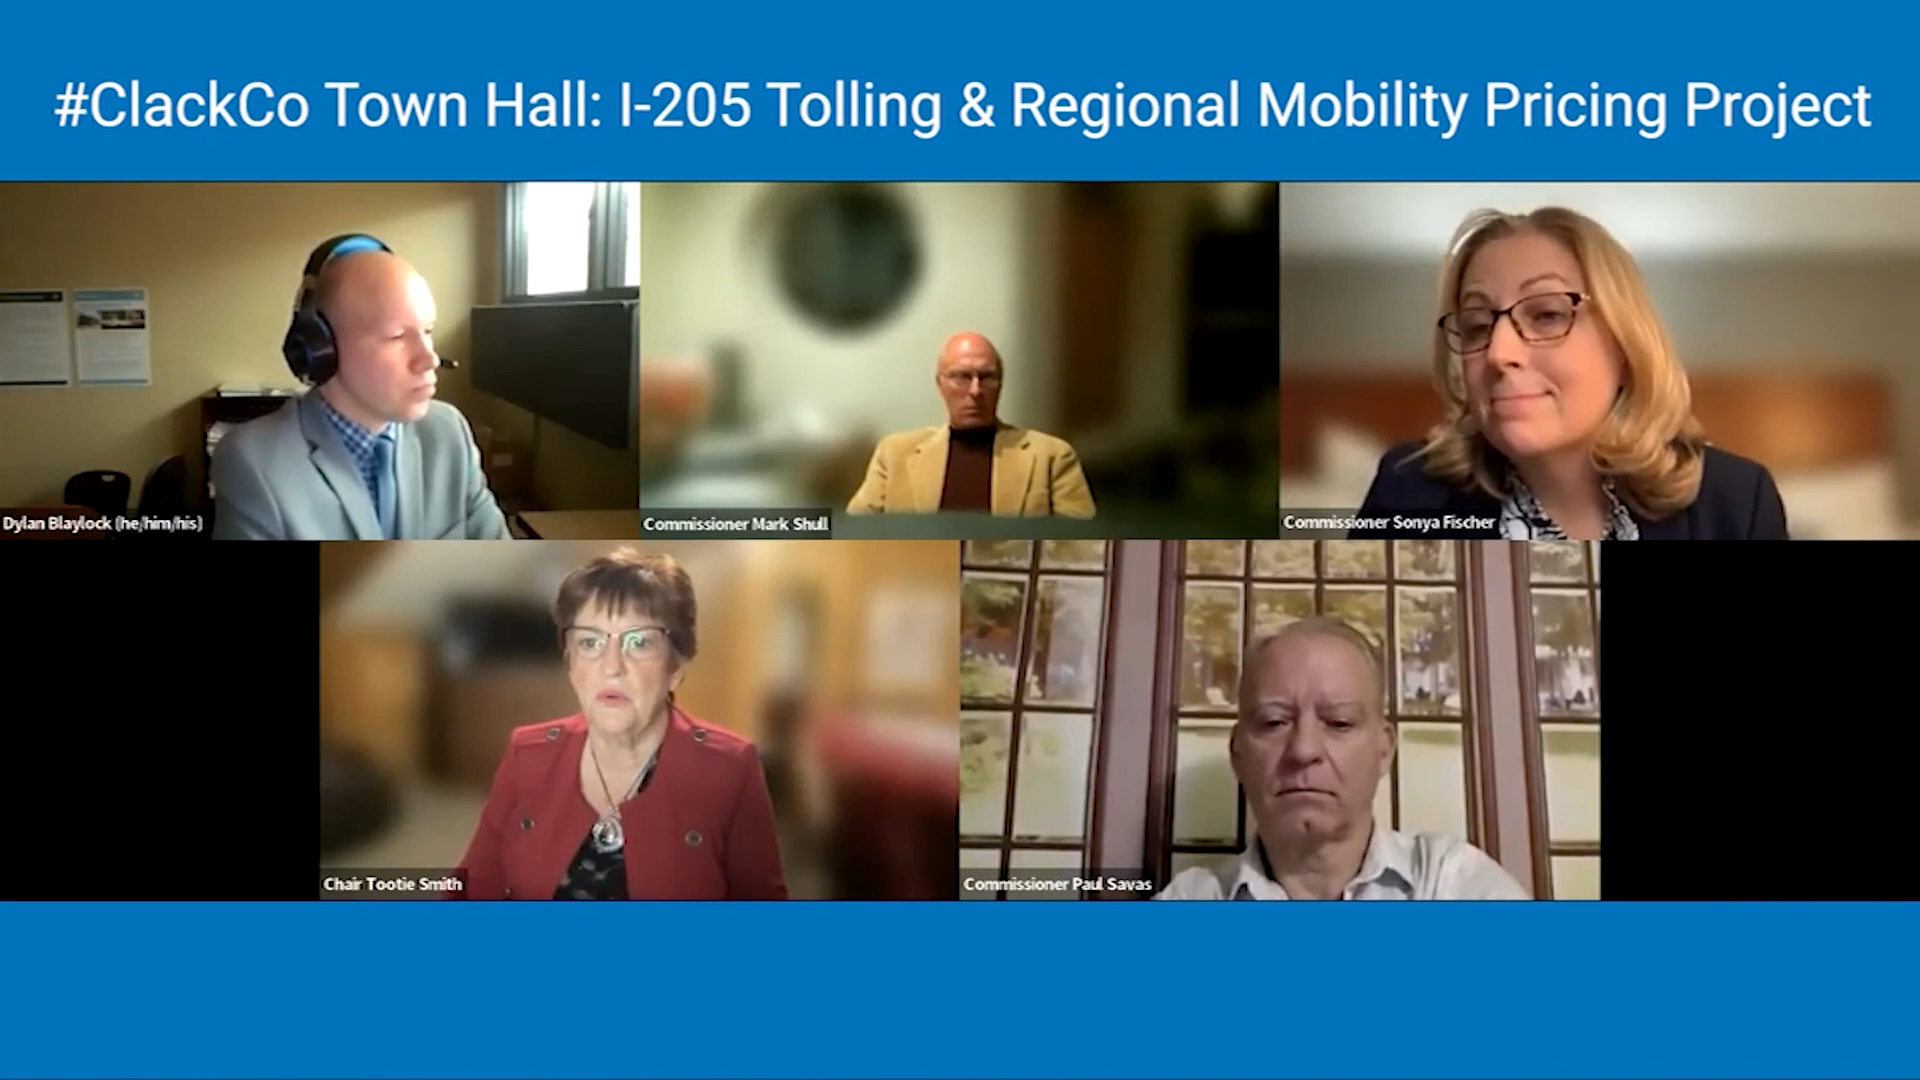 #ClackCo Town Hall: I-205 Tolling & Regional Mobility Pricing Project
Dylan Blaylock (he/him/his)
Commissioner Mark Shull
Commissioner Sonya Fischer
Chair Tootie Smith
Commissioner Paul Savas